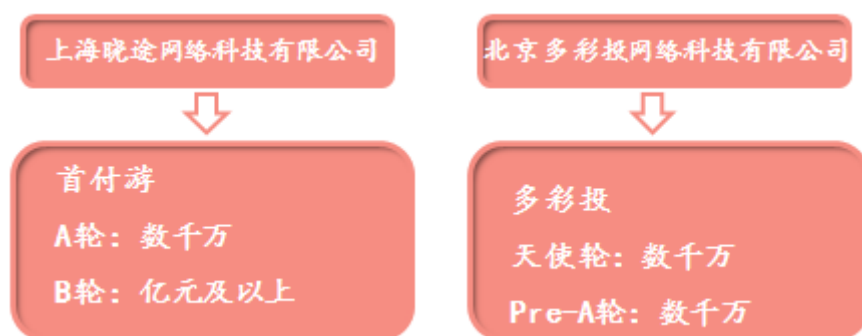 上海晓途网络科技有限公司
首付游
A轮：数千万
B轮：亿元及以上
北京多彩投网络科技有限公司
多彩投
天使轮：数千万
Pre-A轮：数千万